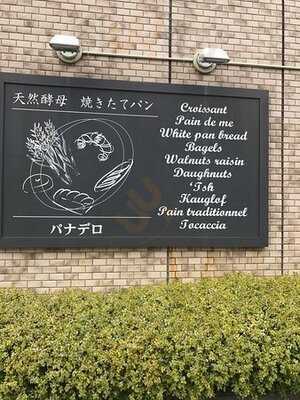 天然酵母 焼きたてパン
パナデロ
Croissant
Pain de me
White pan bread
Bagels
Walnuts raisin
Daughnuts
'Tsh
Kauglof
Pain traditionnel
Tocaccia